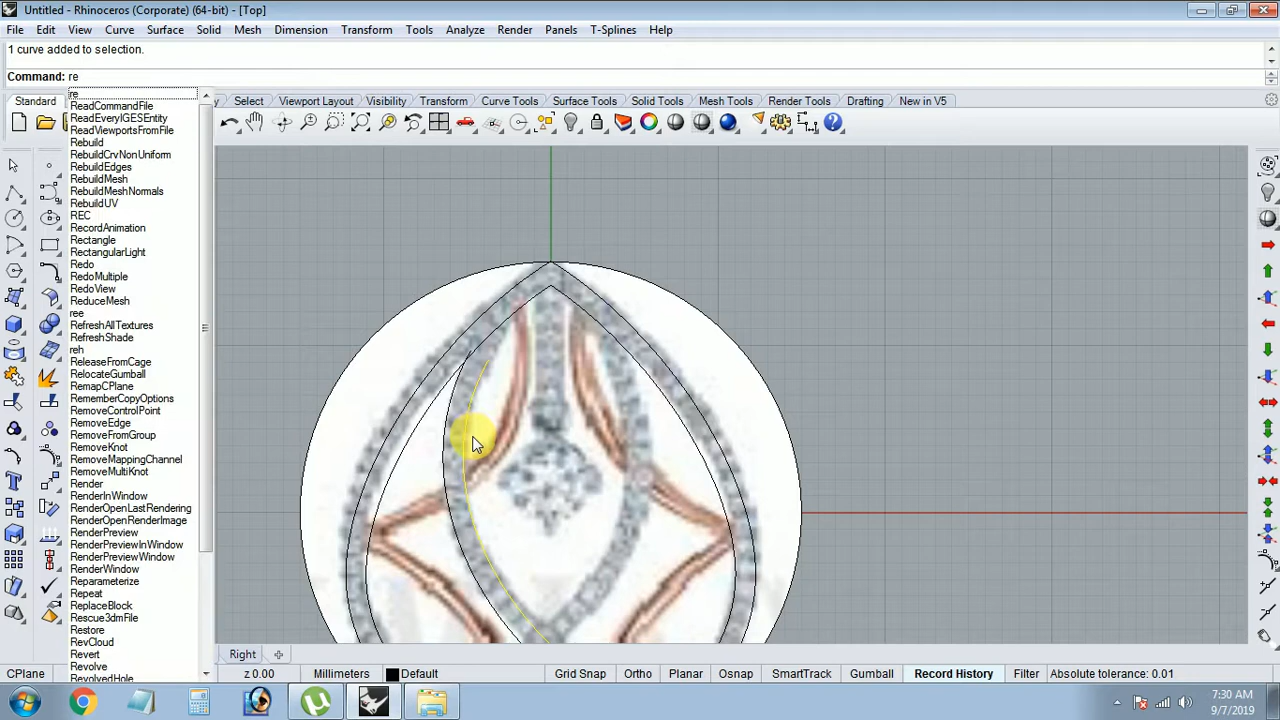 Untitled - Rhinoceros (Corporate) (64-bit) - [Top]
File Edit View Curve Surface Solid Mesh Dimension Transform Tools Analyze Render Panels T-Splines Help
1 curve added to selection.
Command: re
Standard Select Viewport Layout Visibility Transform Curve Tools Surface Tools Solid Tools Mesh Tools Render Tools Drafting New in V5
re
ReadCommandFile
ReadEveryIGESEntity
ReadViewportsFromFile
Rebuild
RebuildCrvNonUniform
RebuildEdges
RebuildMesh
RebuildMeshNormals
RebuildUV
REC
RecordAnimation
Rectangle
RectangularLight
Redo
RedoMultiple
RedoView
ReduceMesh
ree
RefreshAllTextures
RefreshShade
reh
ReleaseFromCage
RelocateGumball
RemapCPlane
RememberCopyOptions
RemoveControlPoint
RemoveEdge
RemoveFromGroup
RemoveKnot
RemoveMappingChannel
RemoveMultiKnot
Render
RenderInWindow
RenderOpenLastRendering
RenderOpenRenderImage
RenderPreview
RenderPreviewInWindow
RenderPreviewWindow
RenderWindow
Reparameterize
Repeat
ReplaceBlock
Rescue3dmFile
Restore
RevCloud
Revert
Revolve
RevolvedHole
Right
CPlane z 0.00 Millimeters Default Grid Snap Ortho Planar Osnap SmartTrack Gumball Record History Filter Absolute tolerance: 0.01
7:30 AM
9/7/2019